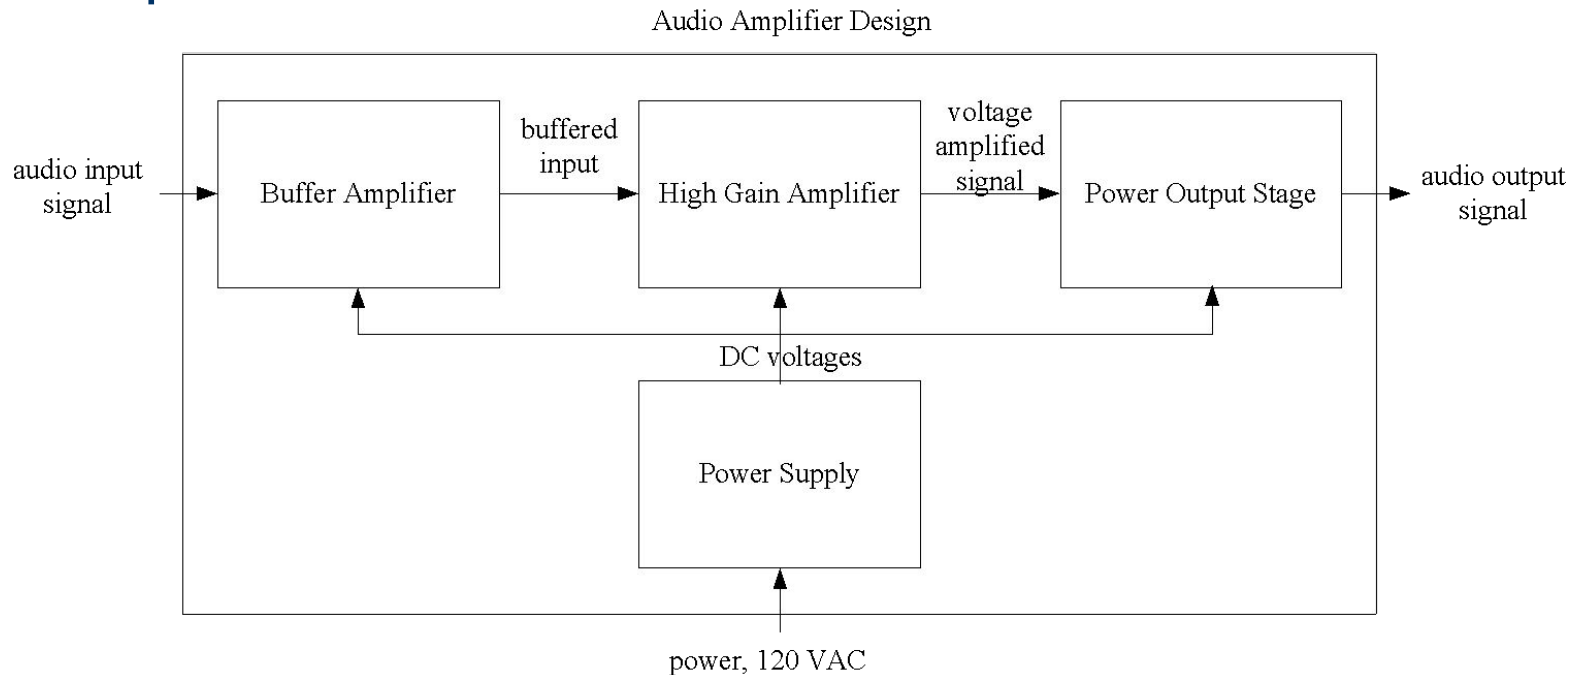 Audio Amplifier Design
audio input
signal
Buffer Amplifier
buffered
input
High Gain Amplifier
voltage
amplified
signal
Power Output Stage
audio output
signal
DC voltages
Power Supply
power, 120 VAC